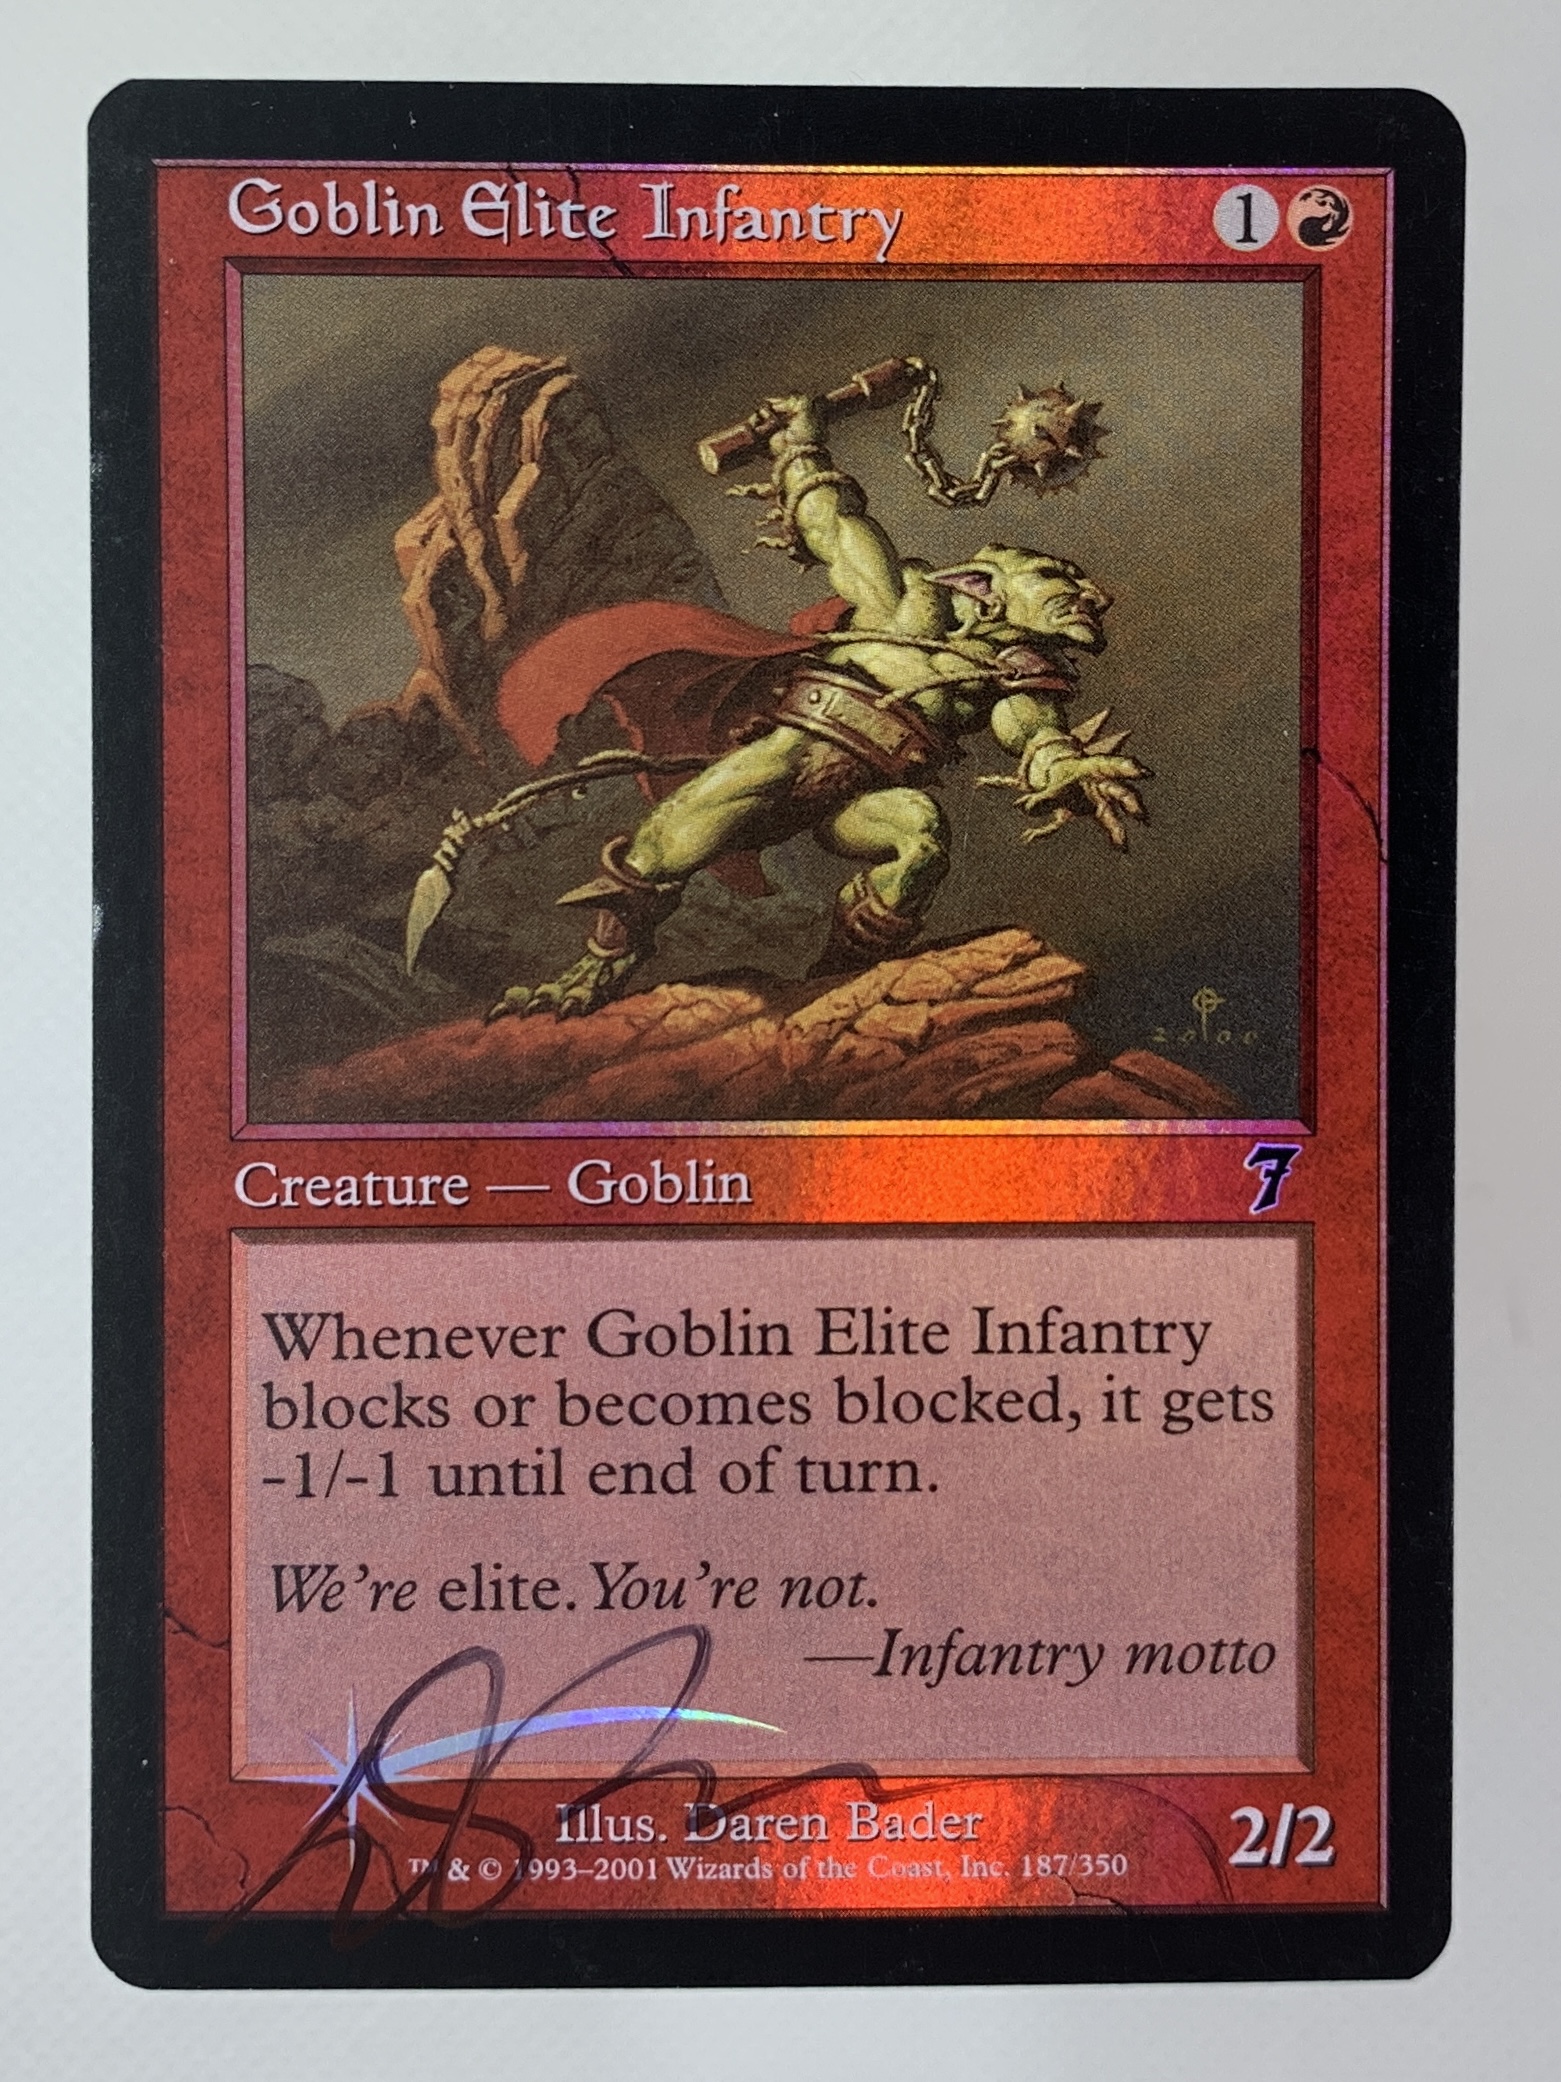 Goblin Elite Infantry 1
2000
Creature — Goblin 7
Whenever Goblin Elite Infantry
blocks or becomes blocked, it gets
-1/-1 until end of turn.
We're elite. You're not.
—Infantry motto
Illus. Daren Bader
2/2
™ & © 1993–2001 Wizards of the Coast, Inc. 187/350